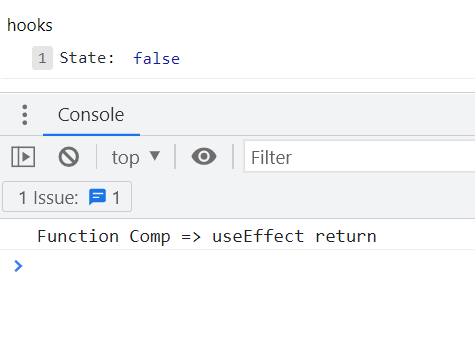 hooks
1 State: false
Console
top ▼ Filter
1 Issue: 1
Function Comp => useEffect return
>